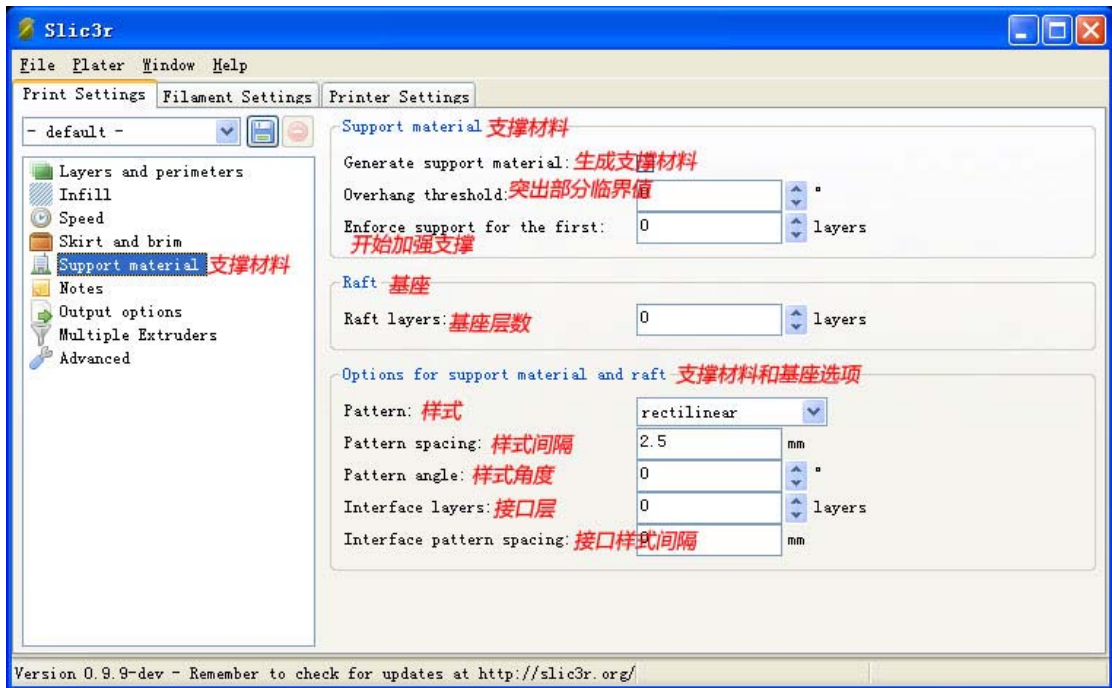 Slic3r
File Plater Window Help
Print Settings Filament Settings Printer Settings
- default -
Layers and perimeters
Infill
Speed
Skirt and brim
Support material 支撑材料
Notes
Output options
Multiple Extruders
Advanced
Support material 支撑材料
Generate support material: 生成支撑材料
Overhang threshold: 突出部分临界值 0 °
Enforce support for the first: 0 layers
开始加强支撑
Raft 基座
Raft layers: 基座层数 0 layers
Options for support material and raft 支撑材料和基座选项
Pattern: 样式 rectilinear
Pattern spacing: 样式间隔 2.5 mm
Pattern angle: 样式角度 0 °
Interface layers: 接口层 0 layers
Interface pattern spacing: 接口样式间隔 0 mm
Version 0.9.9-dev - Remember to check for updates at http://slic3r.org/